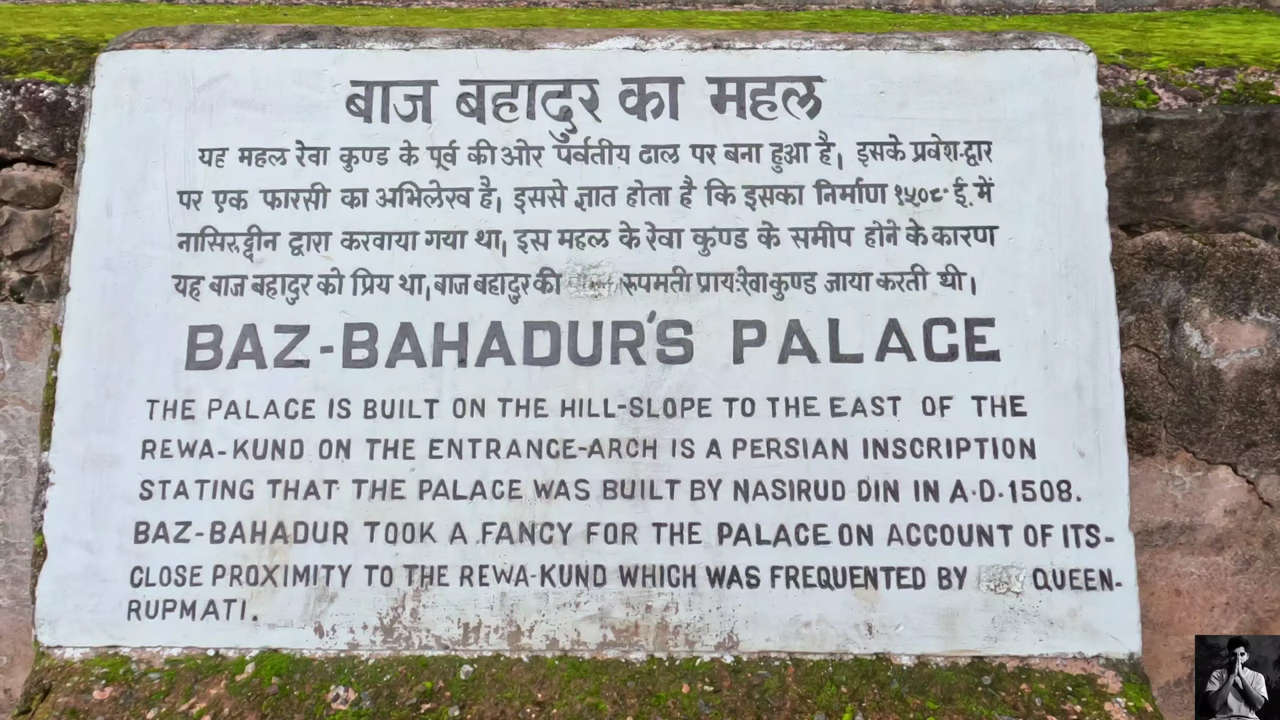 बाज बहादुर का महल
यह महल रेवा कुण्ड के पूर्व की ओर पर्वतीय ढाल पर बना हुआ है, इसके प्रवेश-द्वार
पर एक फारसी का अभिलेख है, इससे ज्ञात होता है कि इसका निर्माण १५०८ ई. में
नासिरुद्दीन द्वारा करवाया गया था, इस महल के रेवा कुण्ड के समीप होने के कारण
यह बाज बहादुर को प्रिय था, बाज बहादुर की रूपमती प्राय: रेवा कुण्ड जाया करती थी।
BAZ-BAHADUR'S PALACE
THE PALACE IS BUILT ON THE HILL-SLOPE TO THE EAST OF THE
REWA-KUND ON THE ENTRANCE-ARCH IS A PERSIAN INSCRIPTION
STATING THAT THE PALACE WAS BUILT BY NASIRUD DIN IN A.D.1508.
BAZ-BAHADUR TOOK A FANCY FOR THE PALACE ON ACCOUNT OF ITS-
CLOSE PROXIMITY TO THE REWA-KUND WHICH WAS FREQUENTED BY QUEEN-
RUPMATI.